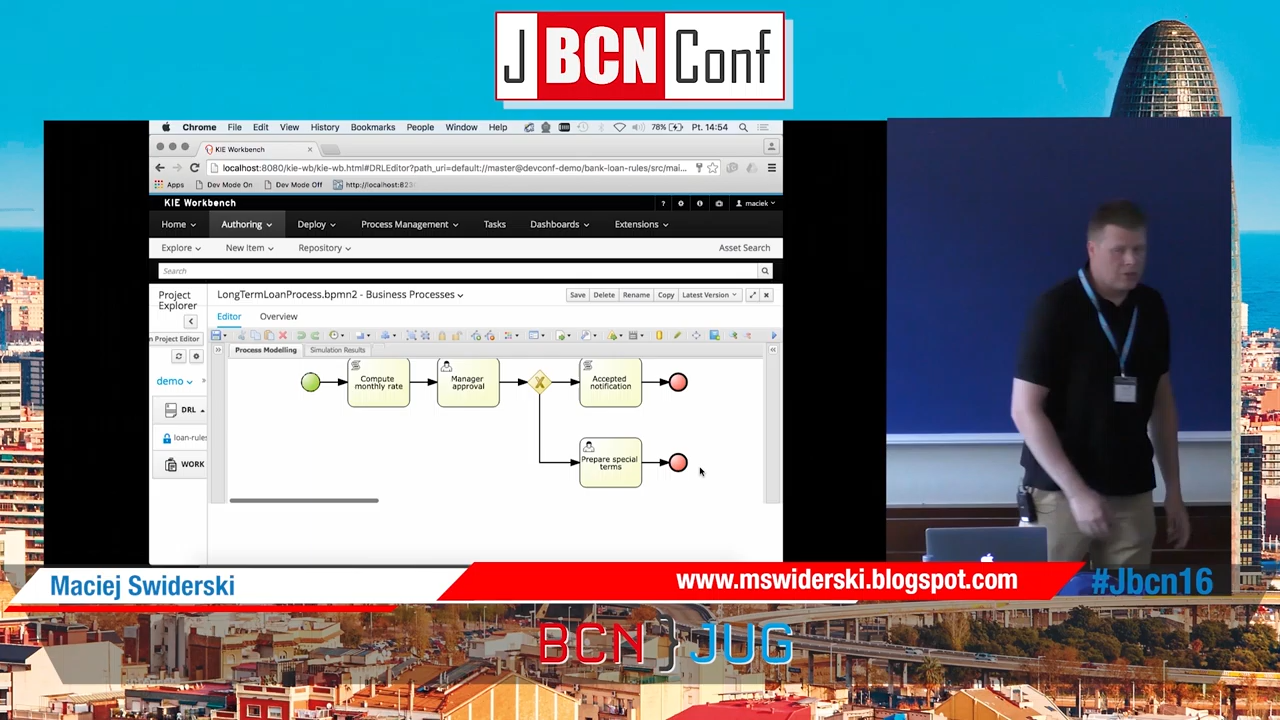 J BCN Conf
Chrome File Edit View History Bookmarks People Window Help 78% Pt. 14:54
KIE Workbench
localhost:8080/kie-wb/kie-wb.html#DRLEditor?path_uri=default://master@devconf-demo/bank-loan-rules/src/mai...
Apps Dev Mode On Dev Mode Off http://localhost:823
KIE Workbench ? maciek
Home Authoring Deploy Process Management Tasks Dashboards Extensions
Explore New Item Repository Asset Search
Search
Project Explorer
LongTermLoanProcess.bpmn2 - Business Processes Save Delete Rename Copy Latest Version
Editor Overview
n Project Editor
Process Modelling Simulation Results
demo
DRL
loan-rules
WORK
Compute monthly rate
Manager approval
Accepted notification
Prepare special terms
Maciej Swiderski
www.mswiderski.blogspot.com
#Jbcn16
BCN JUG